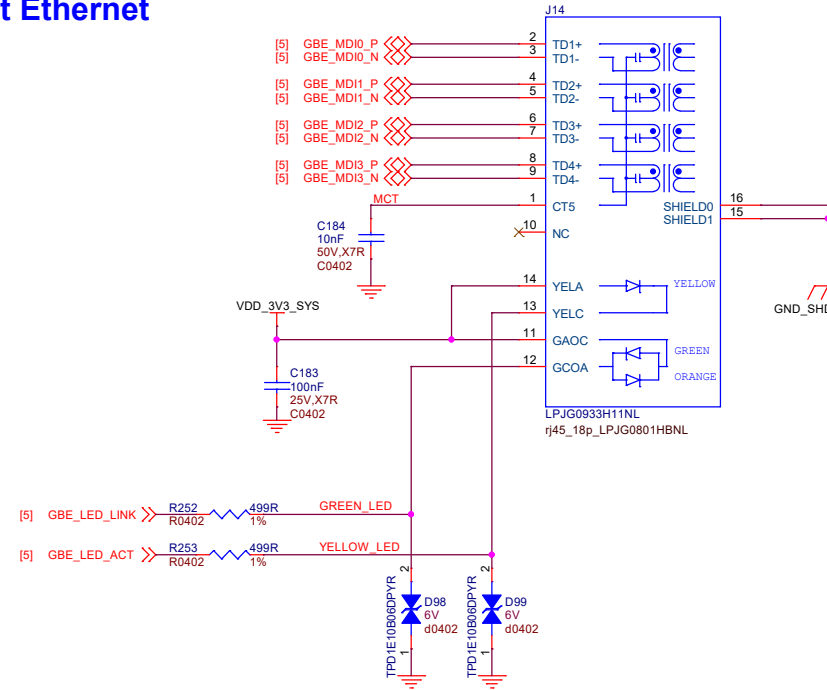 t Ethernet
J14
[5] GBE_MDI0_P 2 TD1+
[5] GBE_MDI0_N 3 TD1-
[5] GBE_MDI1_P 4 TD2+
[5] GBE_MDI1_N 5 TD2-
[5] GBE_MDI2_P 6 TD3+
[5] GBE_MDI2_N 7 TD3-
[5] GBE_MDI3_P 8 TD4+
[5] GBE_MDI3_N 9 TD4-
MCT 1 CT5 SHIELD0 16
SHIELD1 15
C184
10nF
50V,X7R
C0402
10 NC
14 YELA YELLOW
VDD_3V3_SYS
13 YELC
GND_SH
11 GAOC
GREEN
12 GCOA
ORANGE
C183
100nF
25V,X7R
C0402
LPJG0933H11NL
rj45_18p_LPJG0801HBNL
[5] GBE_LED_LINK R252 499R GREEN_LED
R0402 1%
[5] GBE_LED_ACT R253 499R YELLOW_LED
R0402 1%
2 2
TPD1E10B06DPYR
D98
6V
d0402
1
TPD1E10B06DPYR
D99
6V
d0402
1